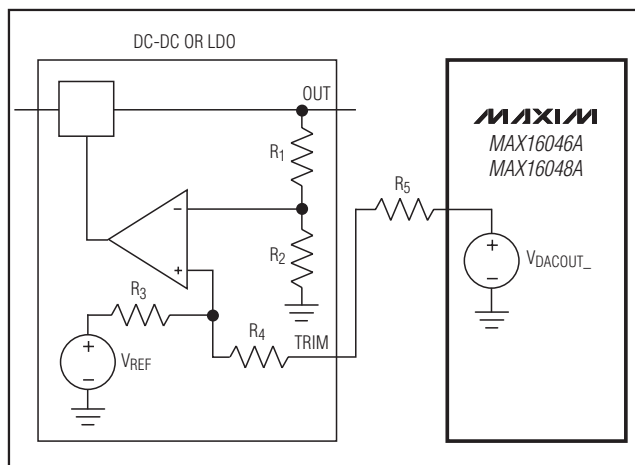 DC-DC OR LDO
OUT
MAXIM
MAX16046A
MAX16048A
R1
R5
R2
VDACOUT_
R3
R4
TRIM
VREF